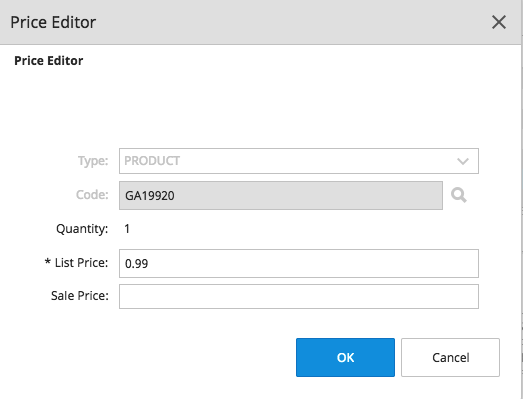 Price Editor
Price Editor
Type: PRODUCT
Code: GA19920
Quantity: 1
* List Price: 0.99
Sale Price:
OK Cancel